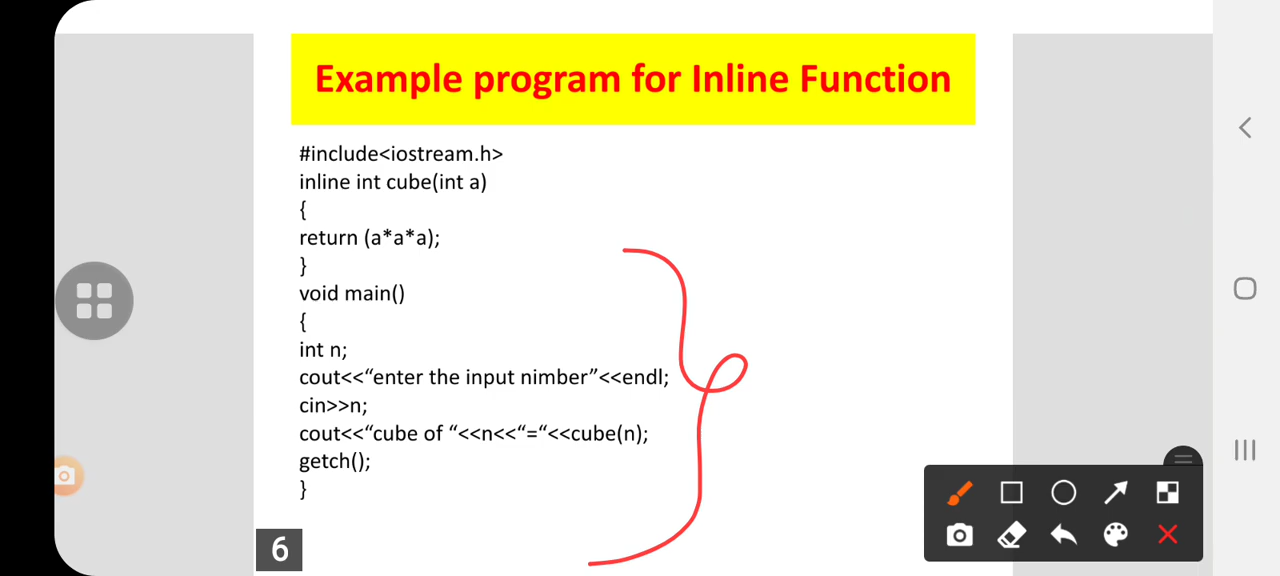 Example program for Inline Function
#include<iostream.h>
inline int cube(int a)
{
return (a*a*a);
}
void main()
{
int n;
cout<<“enter the input nimber”<<endl;
cin>>n;
cout<<“cube of “<<n<<“=“<<cube(n);
getch();
}
6